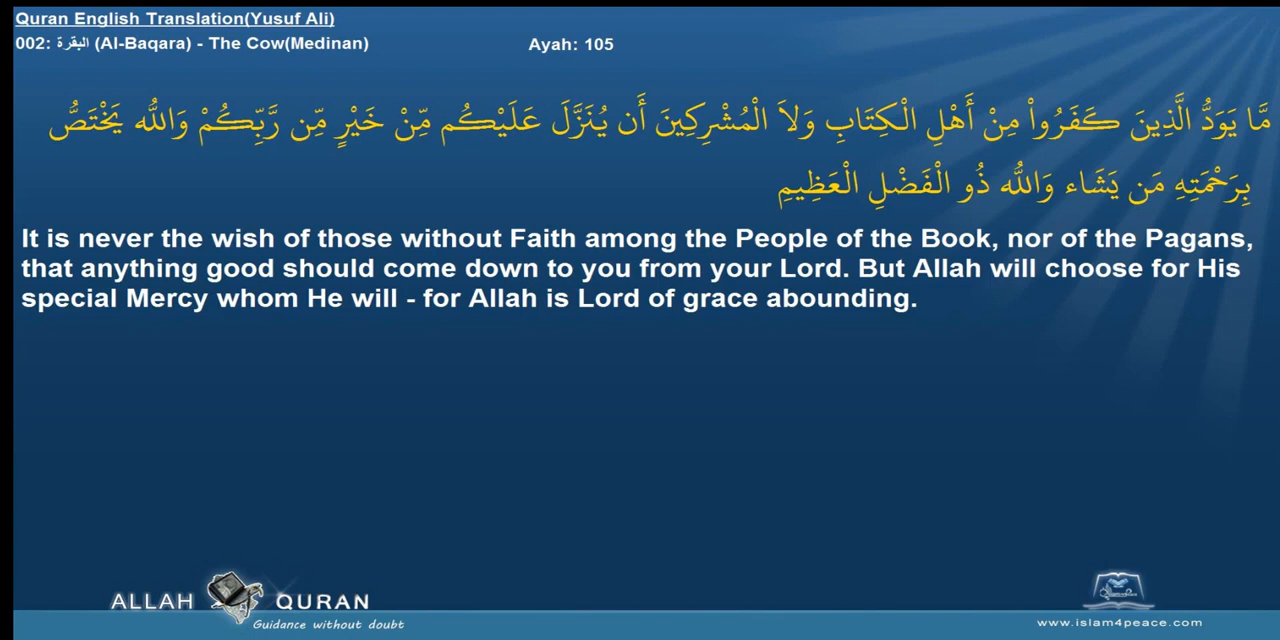 Quran English Translation(Yusuf Ali)
002: البقرة (Al-Baqara) - The Cow(Medinan)
Ayah: 105
مَّا يَوَدُّ الَّذِينَ كَفَرُواْ مِنْ أَهْلِ الْكِتَابِ وَلاَ الْمُشْرِكِينَ أَن يُنَزَّلَ عَلَيْكُم مِّنْ خَيْرٍ مِّن رَّبِّكُمْ وَاللّهُ يَخْتَصُّ
بِرَحْمَتِهِ مَن يَشَاء وَاللّهُ ذُو الْفَضْلِ الْعَظِيمِ
It is never the wish of those without Faith among the People of the Book, nor of the Pagans,
that anything good should come down to you from your Lord. But Allah will choose for His
special Mercy whom He will - for Allah is Lord of grace abounding.
ALLAH QURAN
Guidance without doubt
www.islam4peace.com